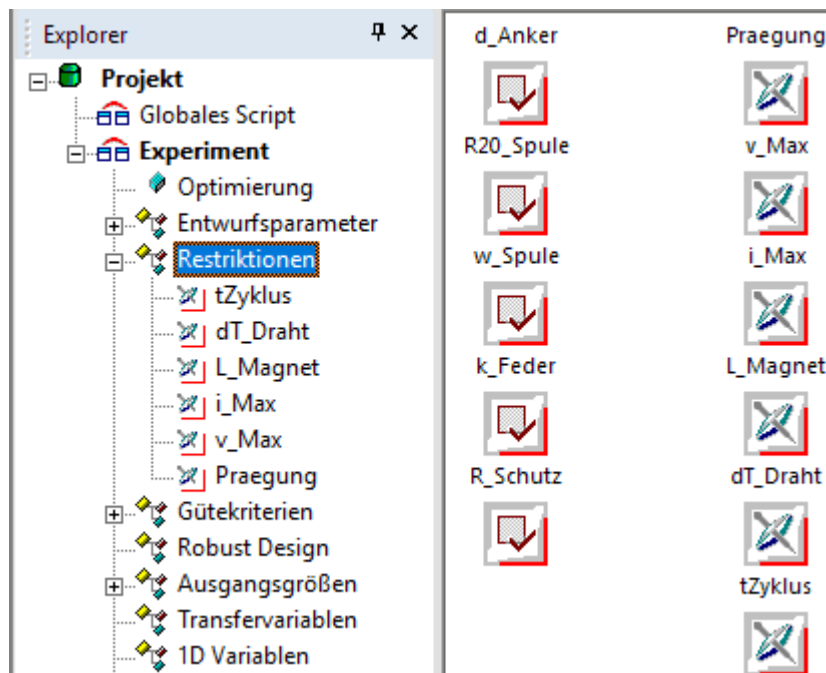 Explorer
Projekt
Globales Script
Experiment
Optimierung
Entwurfsparameter
Restriktionen
tZyklus
dT_Draht
L_Magnet
i_Max
v_Max
Praegung
Gütekriterien
Robust Design
Ausgangsgrößen
Transfervariablen
1D Variablen
d_Anker Praegung
R20_Spule v_Max
w_Spule i_Max
k_Feder L_Magnet
R_Schutz dT_Draht
tZyklus